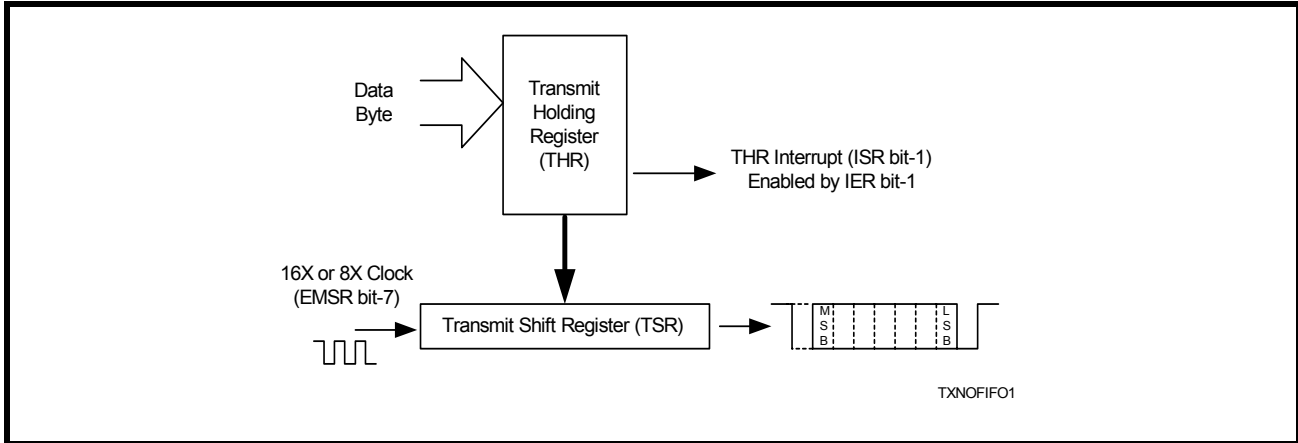 Data
Byte
Transmit
Holding
Register
(THR)
THR Interrupt (ISR bit-1)
Enabled by IER bit-1
16X or 8X Clock
(EMSR bit-7)
Transmit Shift Register (TSR)
M
S
B
L
S
B
TXNOFIFO1